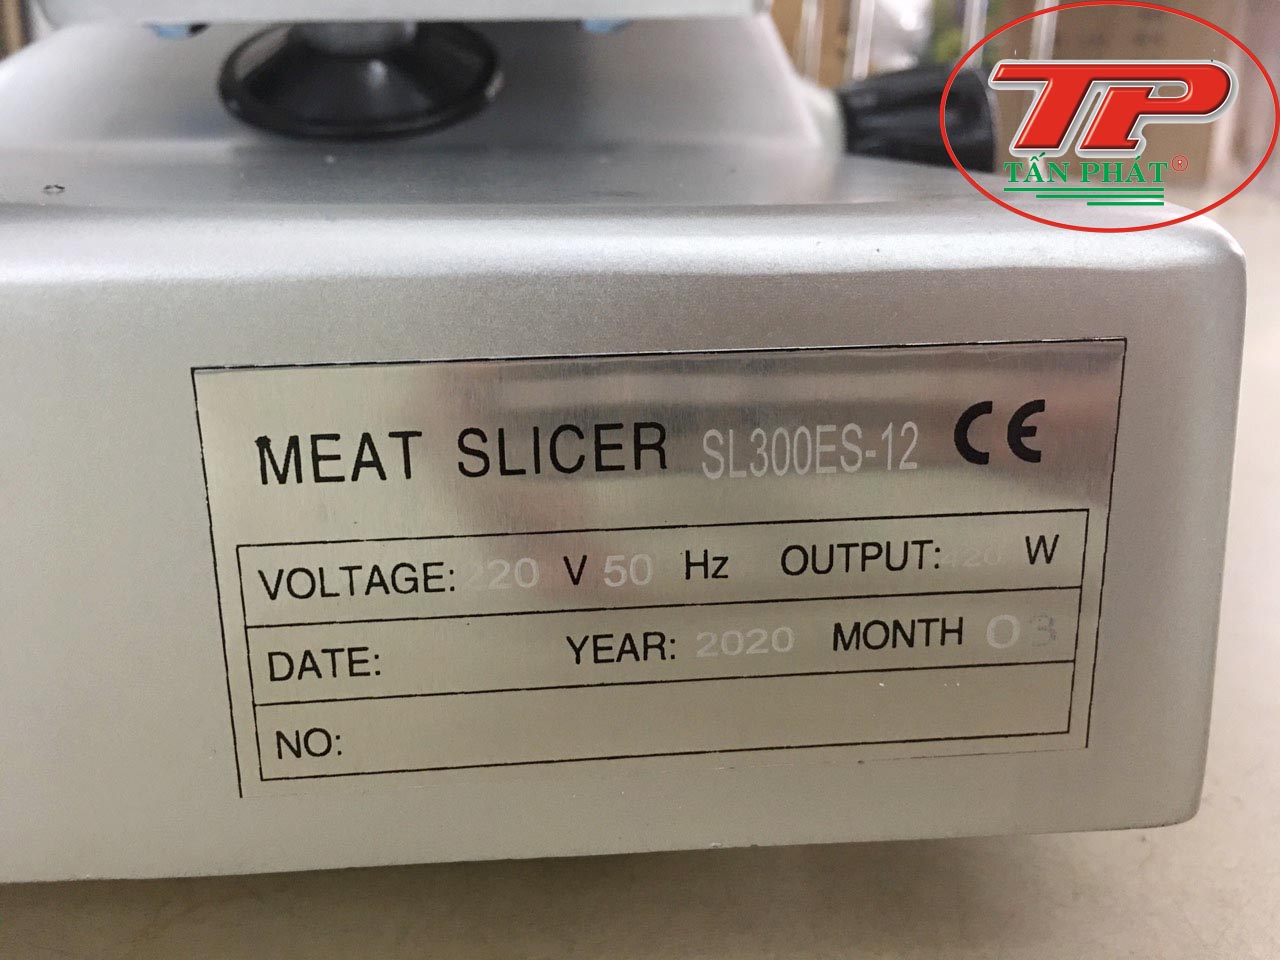 TP
TẤN PHÁT®
MEAT SLICER SL300ES-12 CE
VOLTAGE: 220 V 50 Hz OUTPUT: W
DATE: YEAR: 2020 MONTH 03
NO: